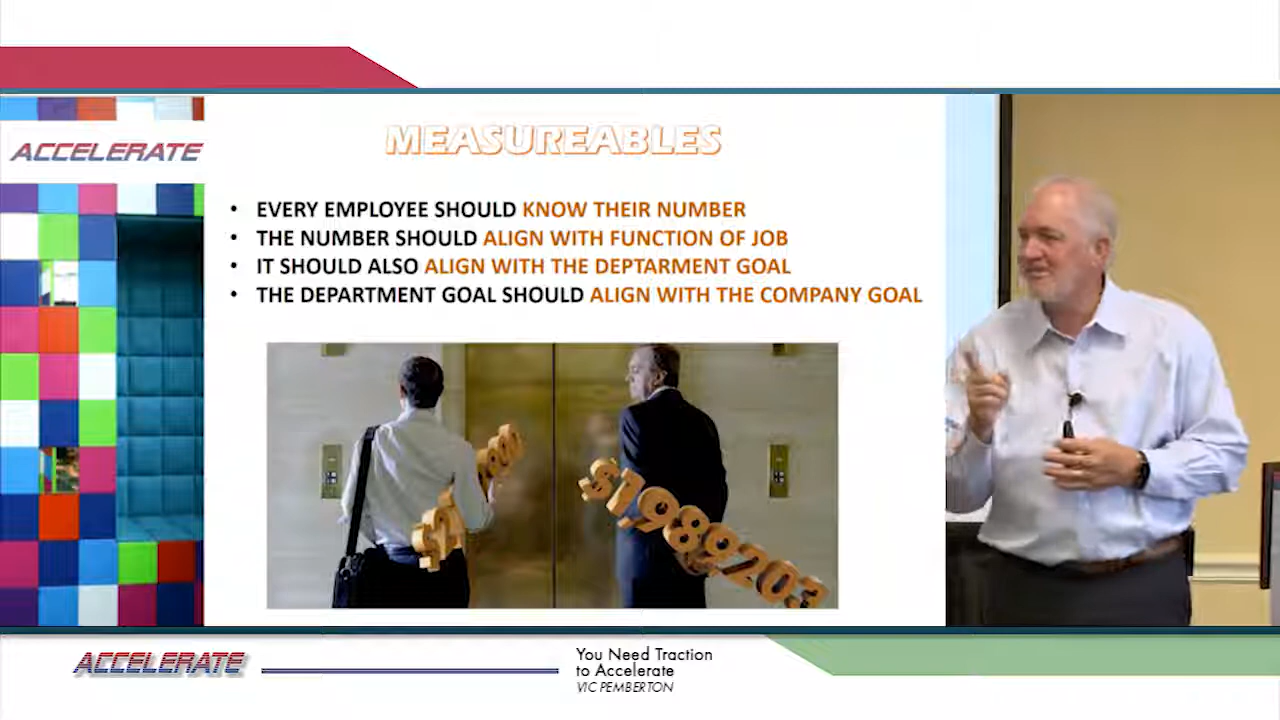 ACCELERATE
MEASUREABLES
• EVERY EMPLOYEE SHOULD KNOW THEIR NUMBER
• THE NUMBER SHOULD ALIGN WITH FUNCTION OF JOB
• IT SHOULD ALSO ALIGN WITH THE DEPTARMENT GOAL
• THE DEPARTMENT GOAL SHOULD ALIGN WITH THE COMPANY GOAL
$1989203
ACCELERATE
You Need Traction
to Accelerate
VIC PEMBERTON